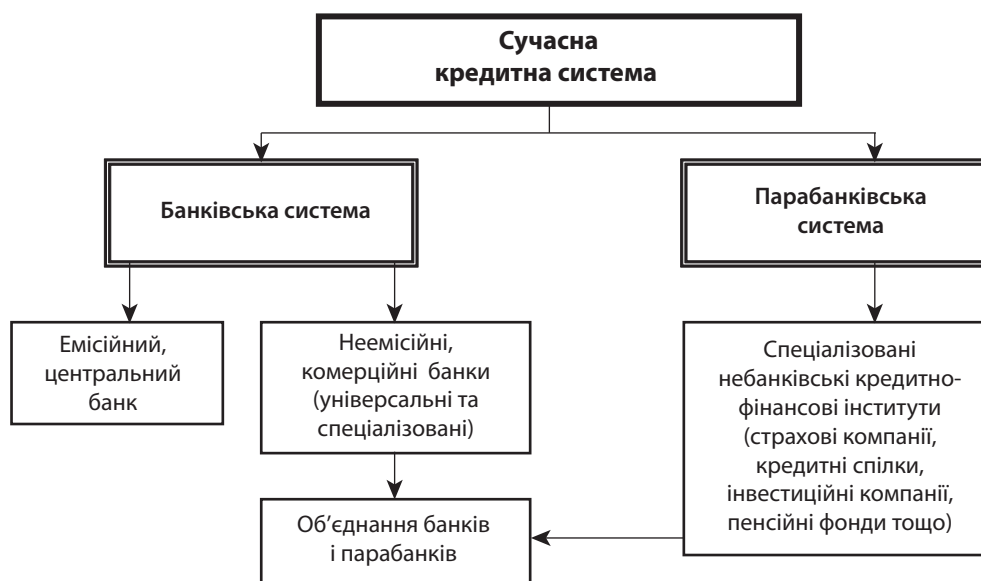 Сучасна
кредитна система
Банківська система
Парабанківська
система
Емісійний,
центральний
банк
Неемісійні,
комерційні банки
(універсальні та
спеціалізовані)
Спеціалізовані
небанківські кредитно-
фінансові інститути
(страхові компанії,
кредитні спілки,
інвестиційні компанії,
пенсійні фонди тощо)
Об’єднання банків
і парабанків